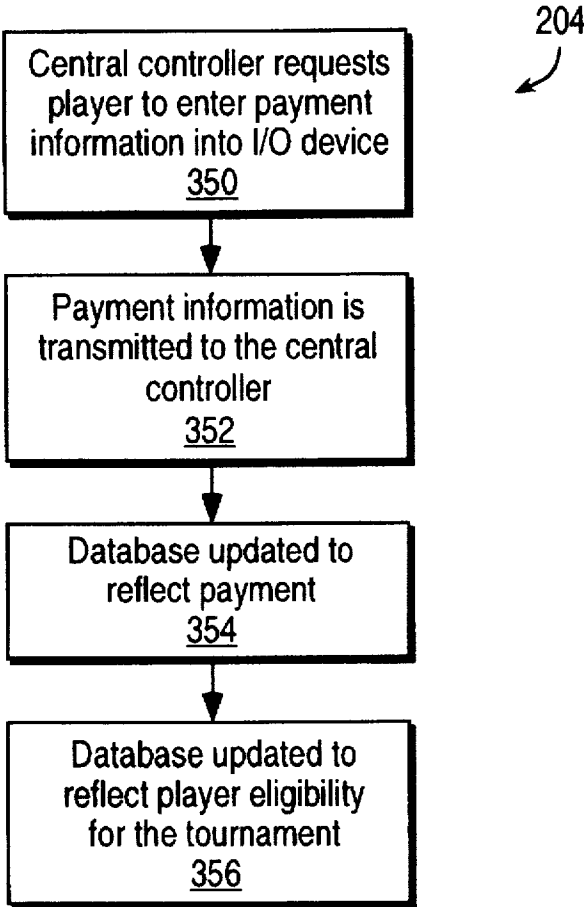 204
Central controller requests
player to enter payment
information into I/O device
350
Payment information is
transmitted to the central
controller
352
Database updated to
reflect payment
354
Database updated to
reflect player eligibility
for the tournament
356